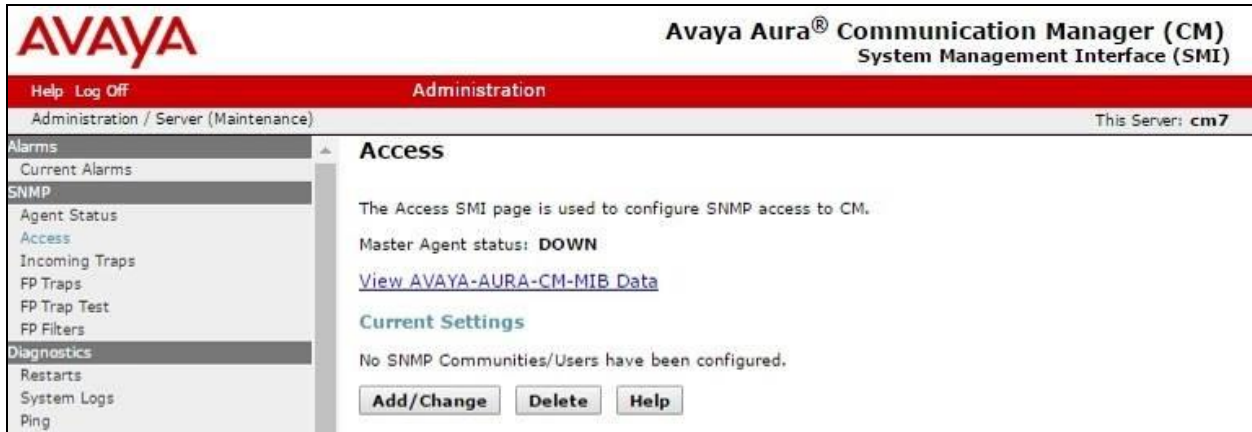 AVAYA
Avaya Aura® Communication Manager (CM)
System Management Interface (SMI)
Help Log Off
Administration
Administration / Server (Maintenance)
This Server: cm7
Alarms
Current Alarms
SNMP
Agent Status
Access
Incoming Traps
FP Traps
FP Trap Test
FP Filters
Diagnostics
Restarts
System Logs
Ping
Access
The Access SMI page is used to configure SNMP access to CM.
Master Agent status: DOWN
View AVAYA-AURA-CM-MIB Data
Current Settings
No SNMP Communities/Users have been configured.
Add/Change
Delete
Help